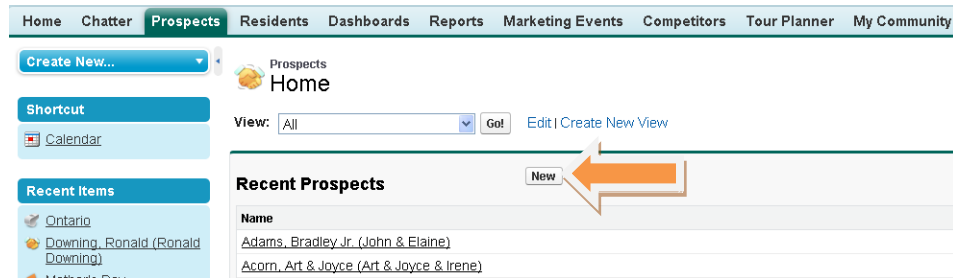 Home Chatter Prospects Residents Dashboards Reports Marketing Events Competitors Tour Planner My Community
Create New...
Prospects
Home
Shortcut
Calendar
View: All Go! Edit | Create New View
Recent Prospects New
Recent Items
Name
Ontario
Adams, Bradley Jr. (John & Elaine)
Downing, Ronald (Ronald
Downing)
Acorn, Art & Joyce (Art & Joyce & Irene)
Mother's Day